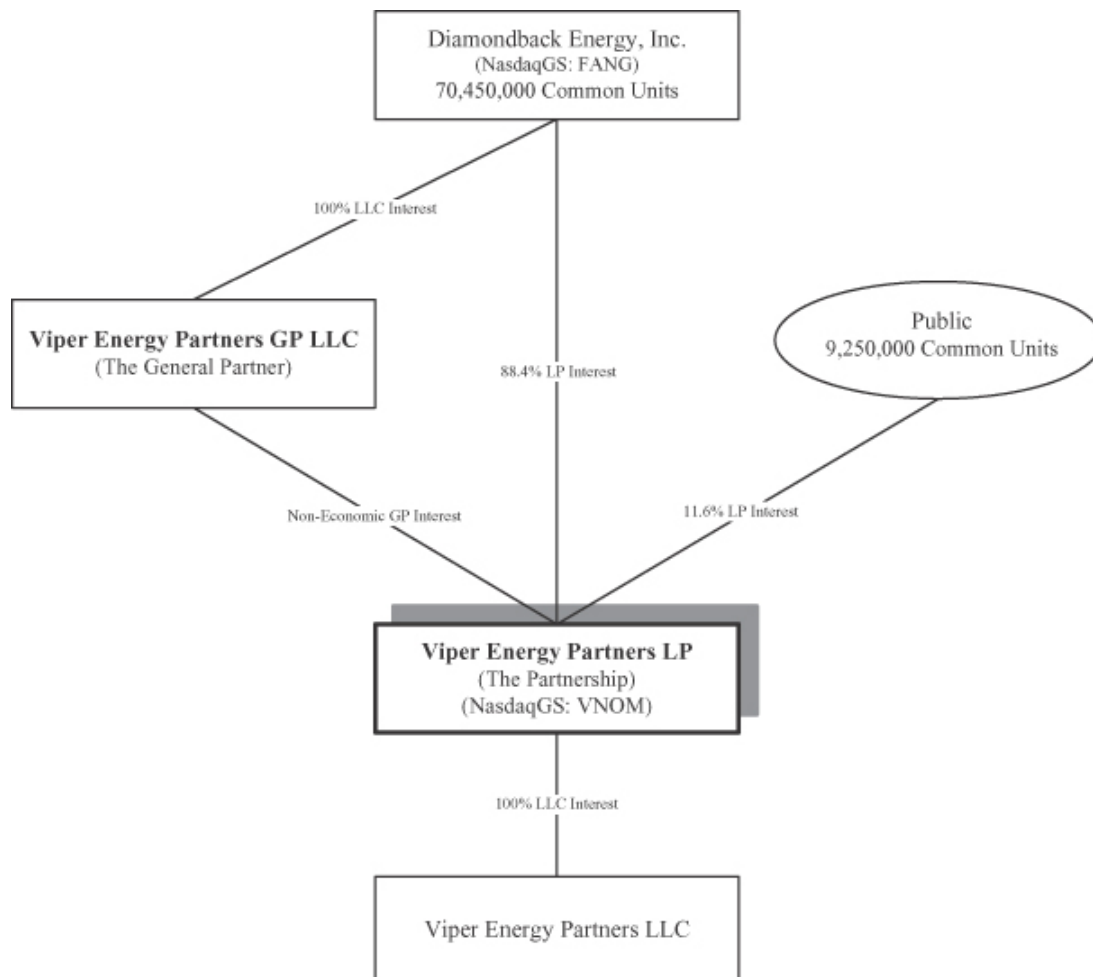 Diamondback Energy, Inc.
(NasdaqGS: FANG)
70,450,000 Common Units
100% LLC Interest
Viper Energy Partners GP LLC
(The General Partner)
Public
9,250,000 Common Units
88.4% LP Interest
Non-Economic GP Interest
11.6% LP Interest
Viper Energy Partners LP
(The Partnership)
(NasdaqGS: VNOM)
100% LLC Interest
Viper Energy Partners LLC